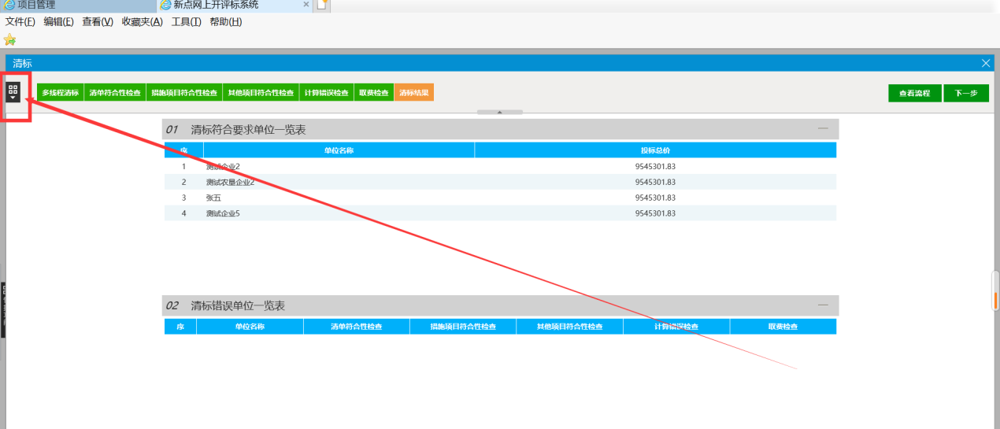 项目管理
新点网上开评标系统
文件(F) 编辑(E) 查看(V) 收藏夹(A) 工具(T) 帮助(H)
清标
多线程清标 清单符合性检查 措施项目符合性检查 其他项目符合性检查 计算错误检查 取费检查 清标结果 查看流程 下一步
01 清标符合要求单位一览表
序 单位名称 投标总价
1 测试企业2 9545301.83
2 测试农垦企业2 9545301.83
3 张五 9545301.83
4 测试企业5 9545301.83
02 清标错误单位一览表
序 单位名称 清单符合性检查 措施项目符合性检查 其他项目符合性检查 计算错误检查 取费检查